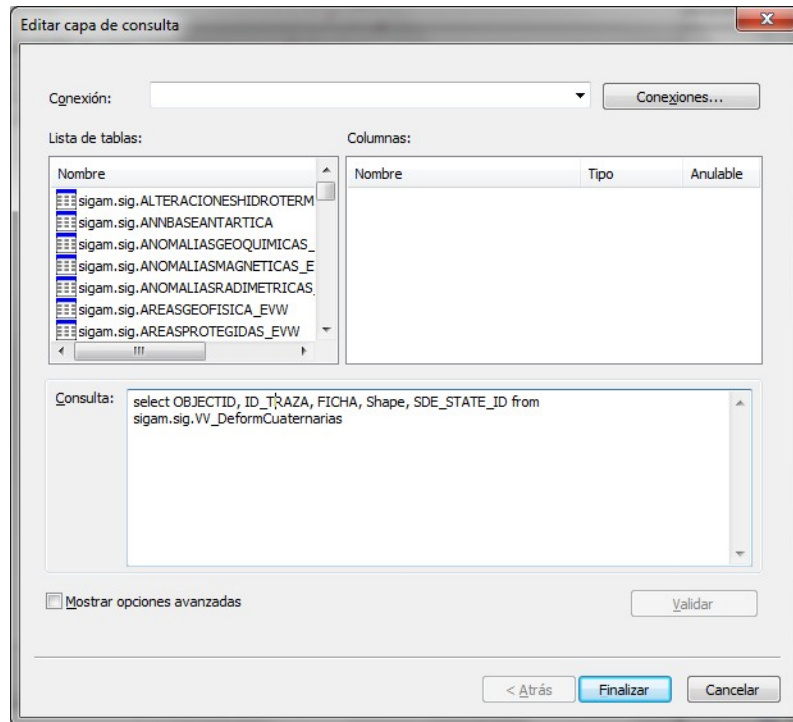 Editar capa de consulta
Conexión:
Conexiones...
Lista de tablas:
Columnas:
Nombre
Nombre
Tipo
Anulable
sigam.sig.ALTERACIONESHIDROTERM
sigam.sig.ANNBASEANTARTICA
sigam.sig.ANOMALIASGEOQUIMICAS_
sigam.sig.ANOMALIASMAGNETICAS_E
sigam.sig.ANOMALIASRADIMETRICAS_
sigam.sig.AREASGEOFISICA_EVW
sigam.sig.AREASPROTEGIDAS_EVW
Consulta:
select OBJECTID, ID_TRAZA, FICHA, Shape, SDE_STATE_ID from
sigam.sig.VV_DeformCuaternarias
Mostrar opciones avanzadas
Validar
< Atrás
Finalizar
Cancelar